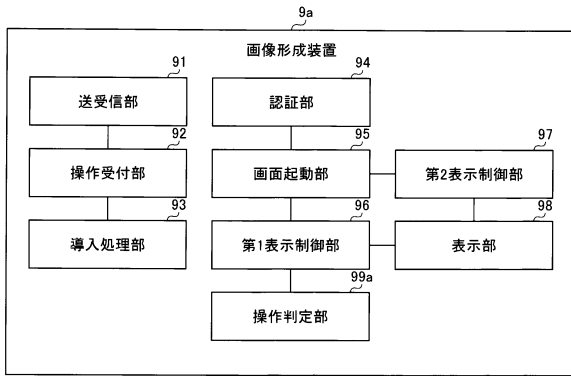 9a
画像形成装置
91
送受信部
92
操作受付部
93
導入処理部
94
認証部
95
画面起動部
96
第1表示制御部
99a
操作判定部
97
第2表示制御部
98
表示部